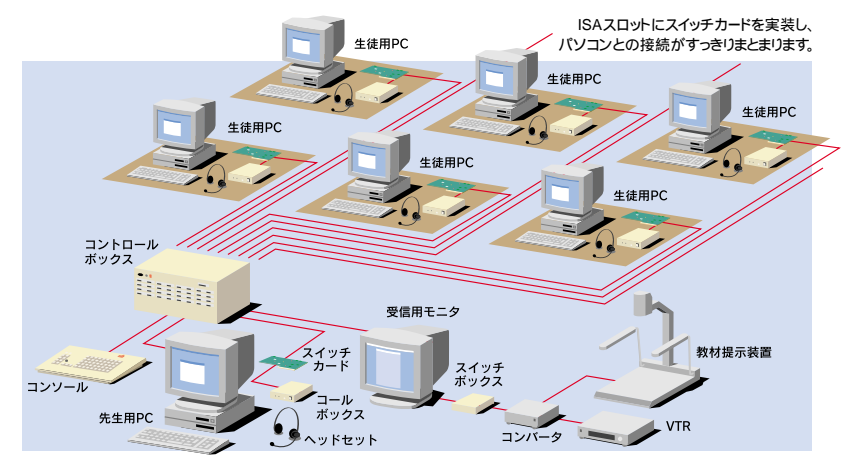 ISAスロットにスイッチカードを実装し、
パソコンとの接続がすっきりまとまります。
生徒用PC
生徒用PC
生徒用PC
生徒用PC
生徒用PC
生徒用PC
コントロール
ボックス
受信用モニタ
スイッチ
カード
教材提示装置
スイッチ
ボックス
コンソール
コール
ボックス
先生用PC
ヘッドセット
コンバータ
VTR